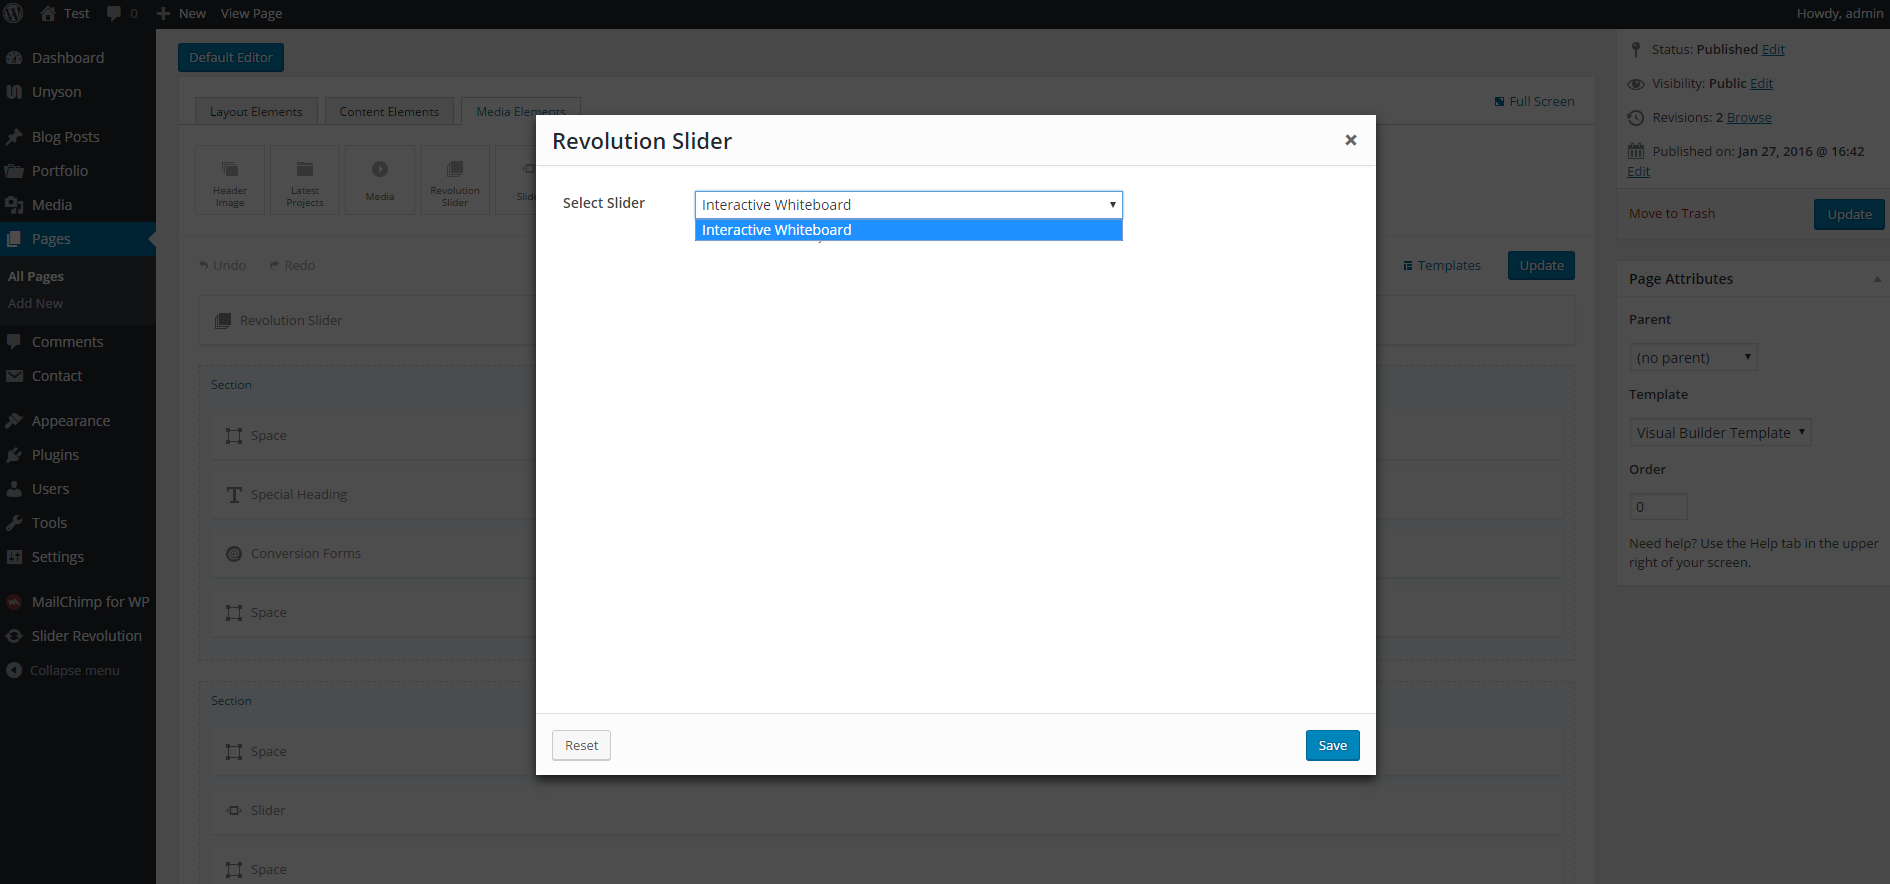 Test 0 New View Page Howdy, admin
Dashboard
Unyson
Blog Posts
Portfolio
Media
Pages
All Pages
Add New
Comments
Contact
Appearance
Plugins
Users
Tools
Settings
MailChimp for WP
Slider Revolution
Collapse menu
Default Editor
Layout Elements Content Elements Media Elements Full Screen
Header
Image
Latest
Projects
Media
Revolution
Slider
Undo Redo Templates Update
Revolution Slider
Section
Space
Special Heading
Conversion Forms
Space
Section
Space
Slider
Space
Revolution Slider ×
Select Slider Interactive Whiteboard
Interactive Whiteboard
Reset Save
Status: Published Edit
Visibility: Public Edit
Revisions: 2 Browse
Published on: Jan 27, 2016 @ 16:42
Edit
Move to Trash Update
Page Attributes
Parent
(no parent)
Template
Visual Builder Template
Order
0
Need help? Use the Help tab in the upper
right of your screen.